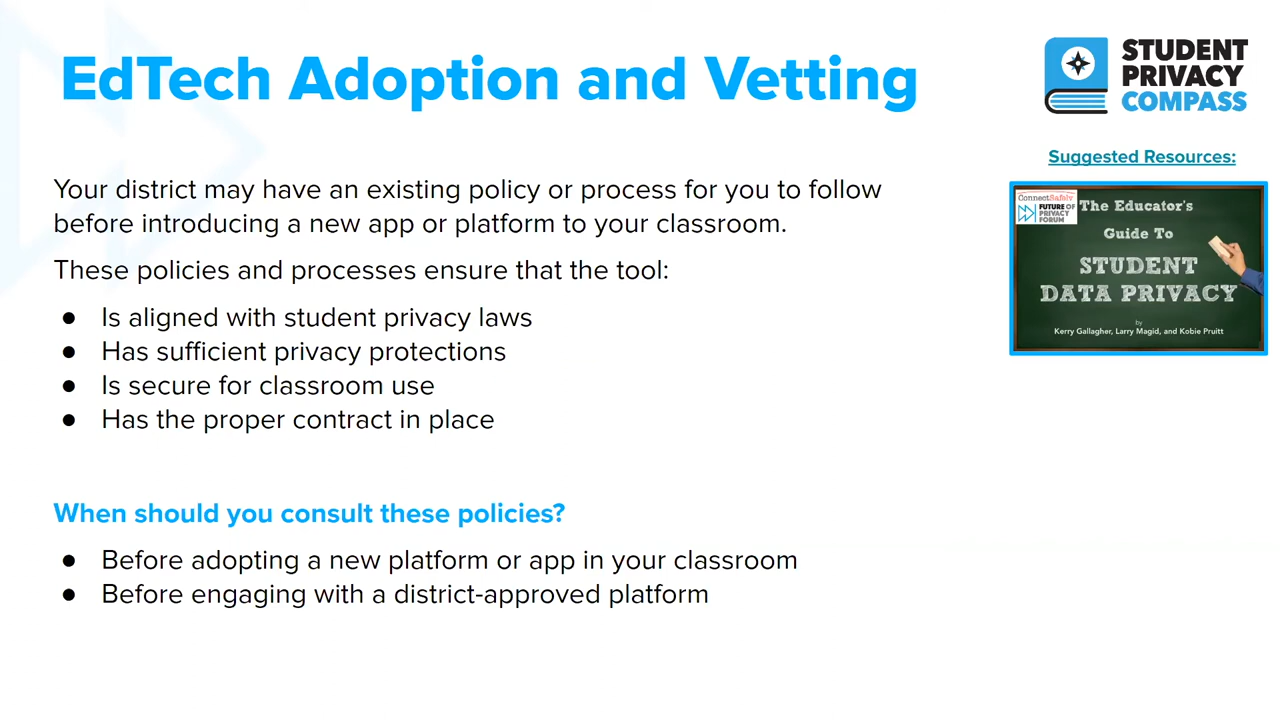 EdTech Adoption and Vetting
STUDENT
PRIVACY
COMPASS
Suggested Resources:
ConnectSafely
FUTURE OF
PRIVACY
FORUM
The Educator's
Guide To
STUDENT
DATA PRIVACY
by
Kerry Gallagher, Larry Magid, and Kobie Pruitt
Your district may have an existing policy or process for you to follow
before introducing a new app or platform to your classroom.
These policies and processes ensure that the tool:
● Is aligned with student privacy laws
● Has sufficient privacy protections
● Is secure for classroom use
● Has the proper contract in place
When should you consult these policies?
● Before adopting a new platform or app in your classroom
● Before engaging with a district-approved platform